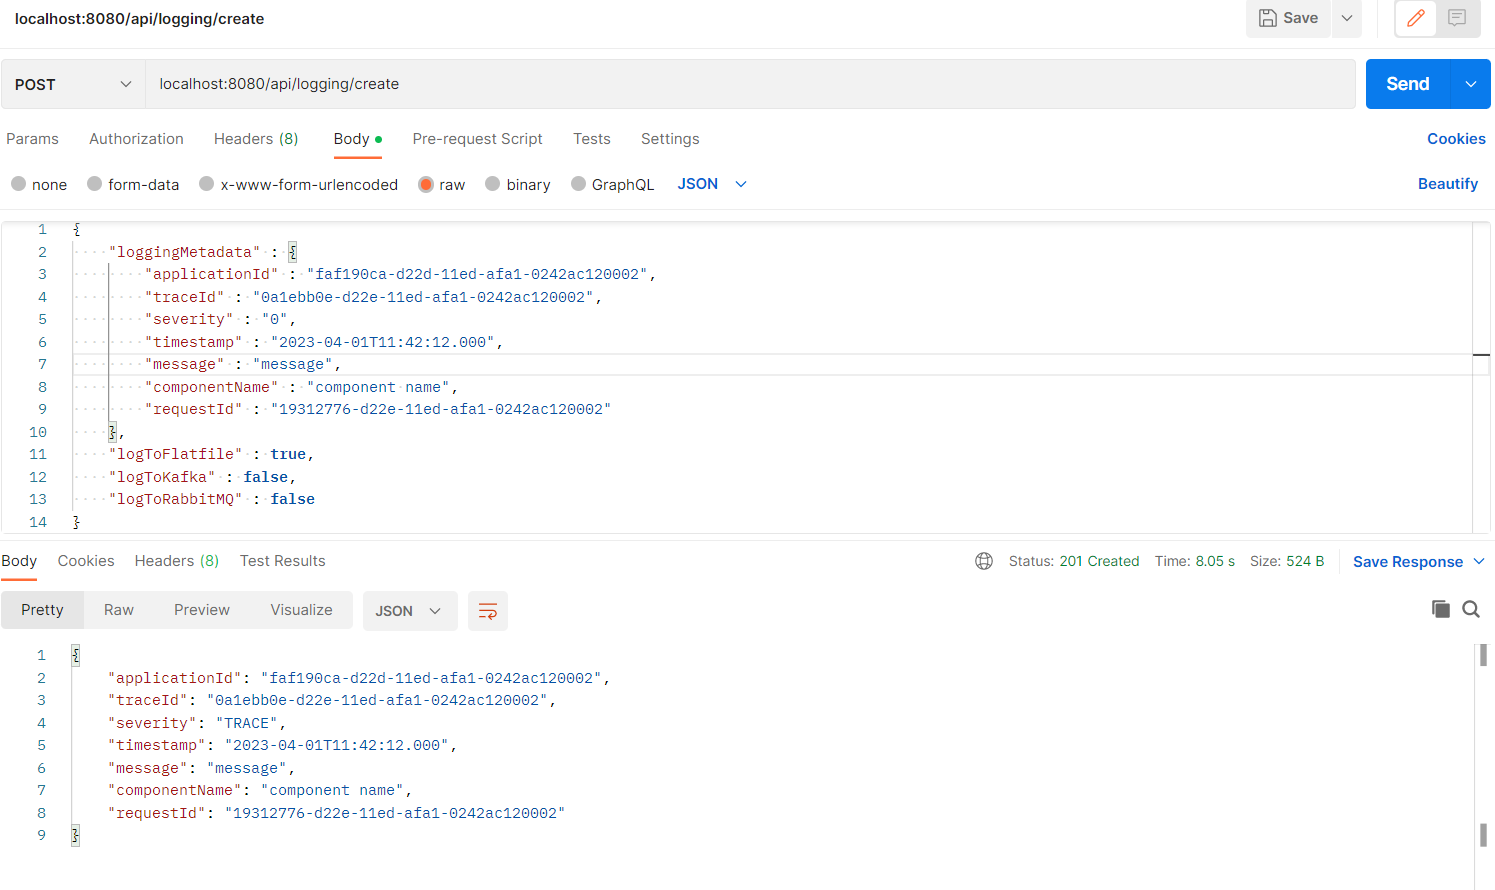 localhost:8080/api/logging/create
Save
POST
localhost:8080/api/logging/create
Send
Params Authorization Headers (8) Body Pre-request Script Tests Settings Cookies
none form-data x-www-form-urlencoded raw binary GraphQL JSON Beautify
1 {
2 "loggingMetadata" : {
3 "applicationId" : "faf190ca-d22d-11ed-afa1-0242ac120002",
4 "traceId" : "0a1ebb0e-d22e-11ed-afa1-0242ac120002",
5 "severity" : "0",
6 "timestamp" : "2023-04-01T11:42:12.000",
7 "message" : "message",
8 "componentName" : "component name",
9 "requestId" : "19312776-d22e-11ed-afa1-0242ac120002"
10 },
11 "logToFlatfile" : true,
12 "logToKafka" : false,
13 "logToRabbitMQ" : false
14 }
Body Cookies Headers (8) Test Results Status: 201 Created Time: 8.05 s Size: 524 B Save Response
Pretty Raw Preview Visualize JSON
1 {
2 "applicationId": "faf190ca-d22d-11ed-afa1-0242ac120002",
3 "traceId": "0a1ebb0e-d22e-11ed-afa1-0242ac120002",
4 "severity": "TRACE",
5 "timestamp": "2023-04-01T11:42:12.000",
6 "message": "message",
7 "componentName": "component name",
8 "requestId": "19312776-d22e-11ed-afa1-0242ac120002"
9 }